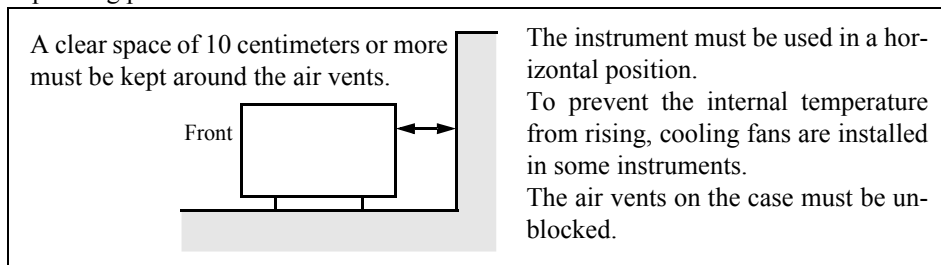 A clear space of 10 centimeters or more
must be kept around the air vents.
Front
The instrument must be used in a hor-
izontal position.
To prevent the internal temperature
from rising, cooling fans are installed
in some instruments.
The air vents on the case must be un-
blocked.